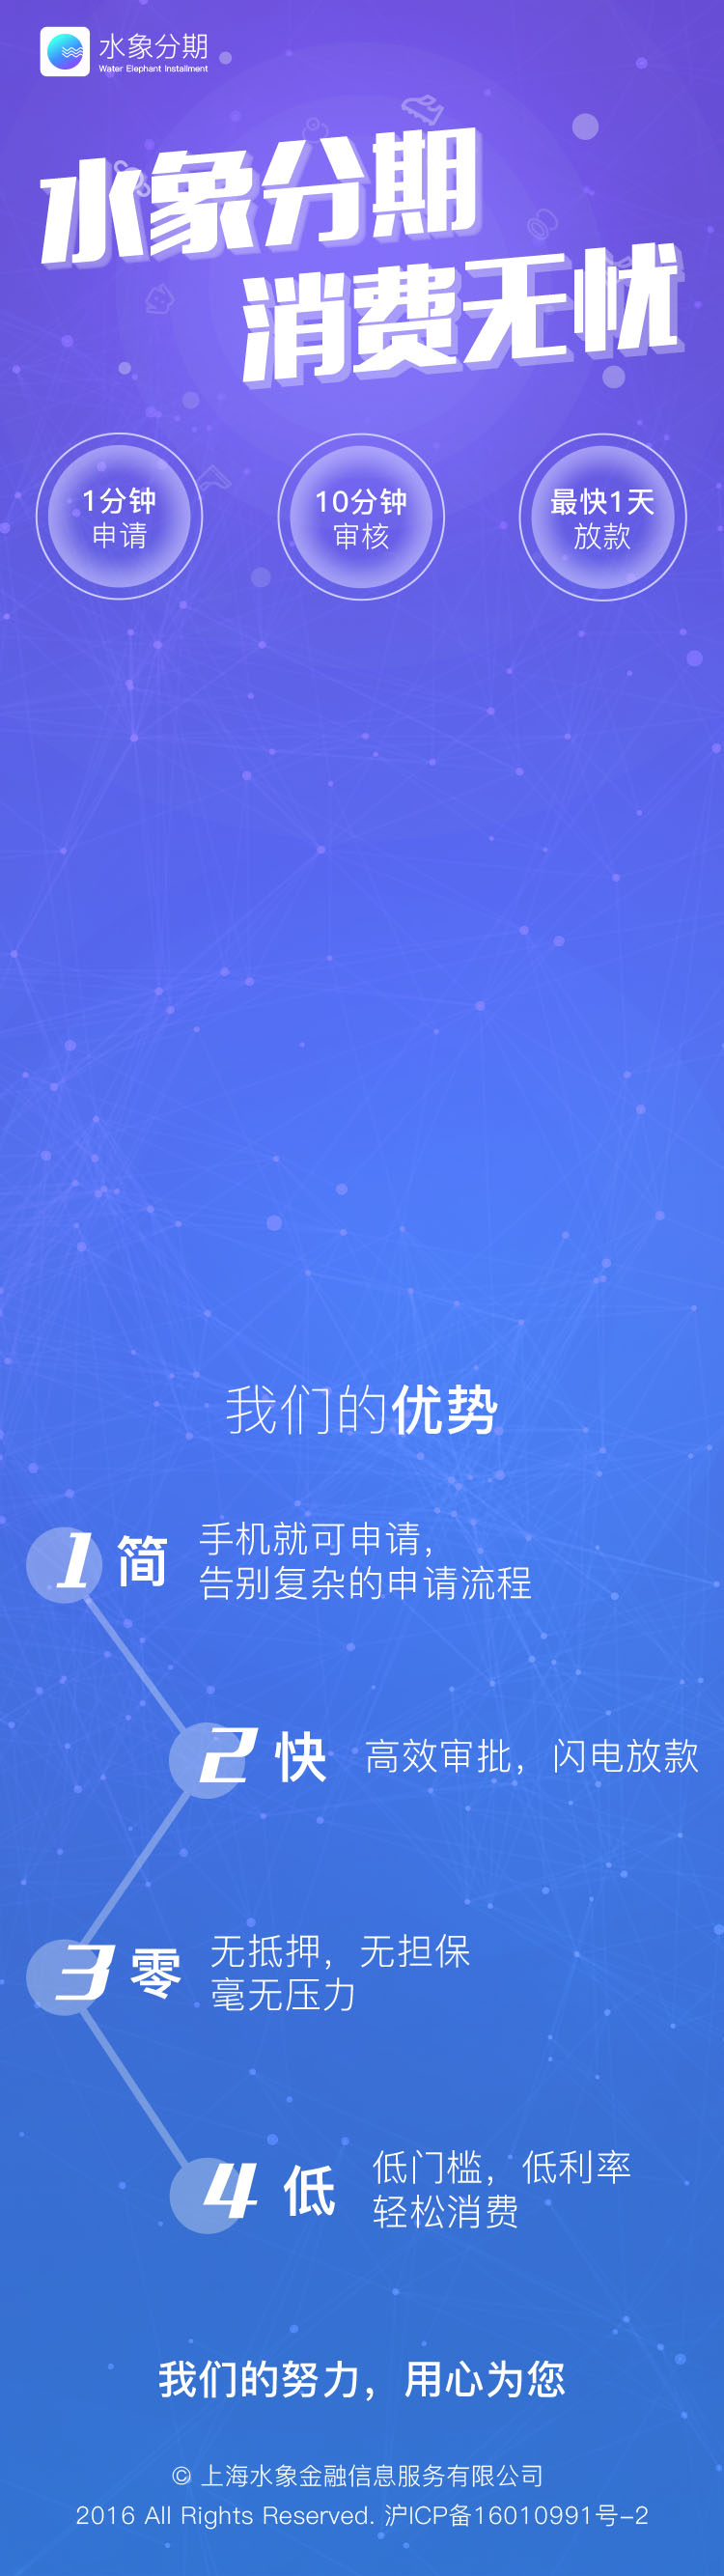 水象分期
Water Elephant Installment
水象分期
消费无忧
1分钟
申请
10分钟
审核
最快1天
放款
我们的优势
1 简
手机就可申请，
告别复杂的申请流程
2 快 高效审批，闪电放款
3 零
无抵押，无担保
毫无压力
4 低
低门槛，低利率
轻松消费
我们的努力，用心为您
© 上海水象金融信息服务有限公司
2016 All Rights Reserved. 沪ICP备16010991号-2